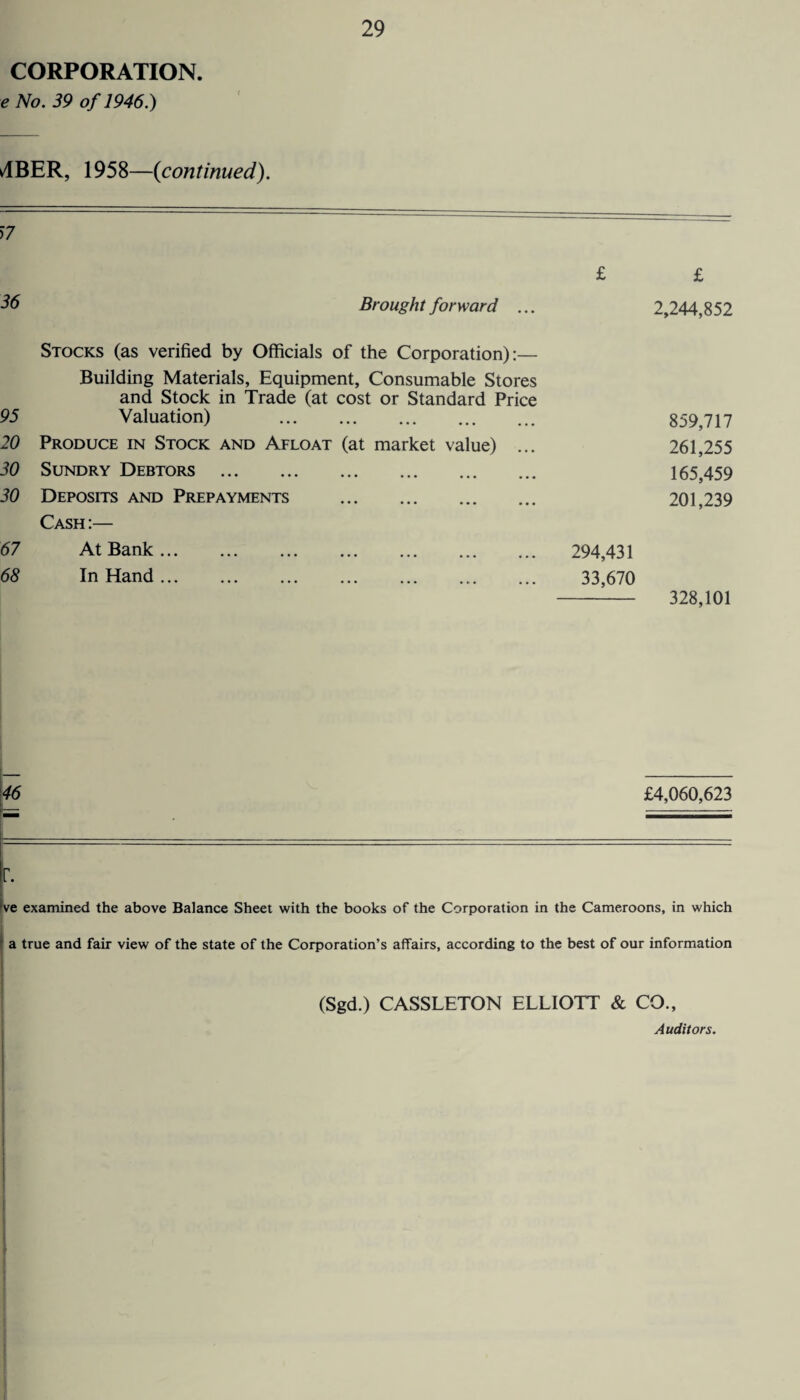 29
CORPORATION.
e No. 39 of 1946.)
MBER, 1958—(continued).
57
£ £
36 Brought forward ... 2,244,852
Stocks (as verified by Officials of the Corporation):—
Building Materials, Equipment, Consumable Stores
and Stock in Trade (at cost or Standard Price
95 Valuation) ... ... ... ... ... 859,717
20 Produce in Stock and Afloat (at market value) ... 261,255
30 Sundry Debtors ... ... ... ... ... ... 165,459
30 Deposits and Prepayments ... ... ... ... 201,239
Cash:—
67 At Bank ... ... ... ... ... ... ... 294,431
68 In Hand ... ... ... ... ... ... ... 33,670
328,101
46 £4,060,623
r.
ve examined the above Balance Sheet with the books of the Corporation in the Cameroons, in which
a true and fair view of the state of the Corporation's affairs, according to the best of our information
(Sgd.) CASSLETON ELLIOTT & CO.,
Auditors.